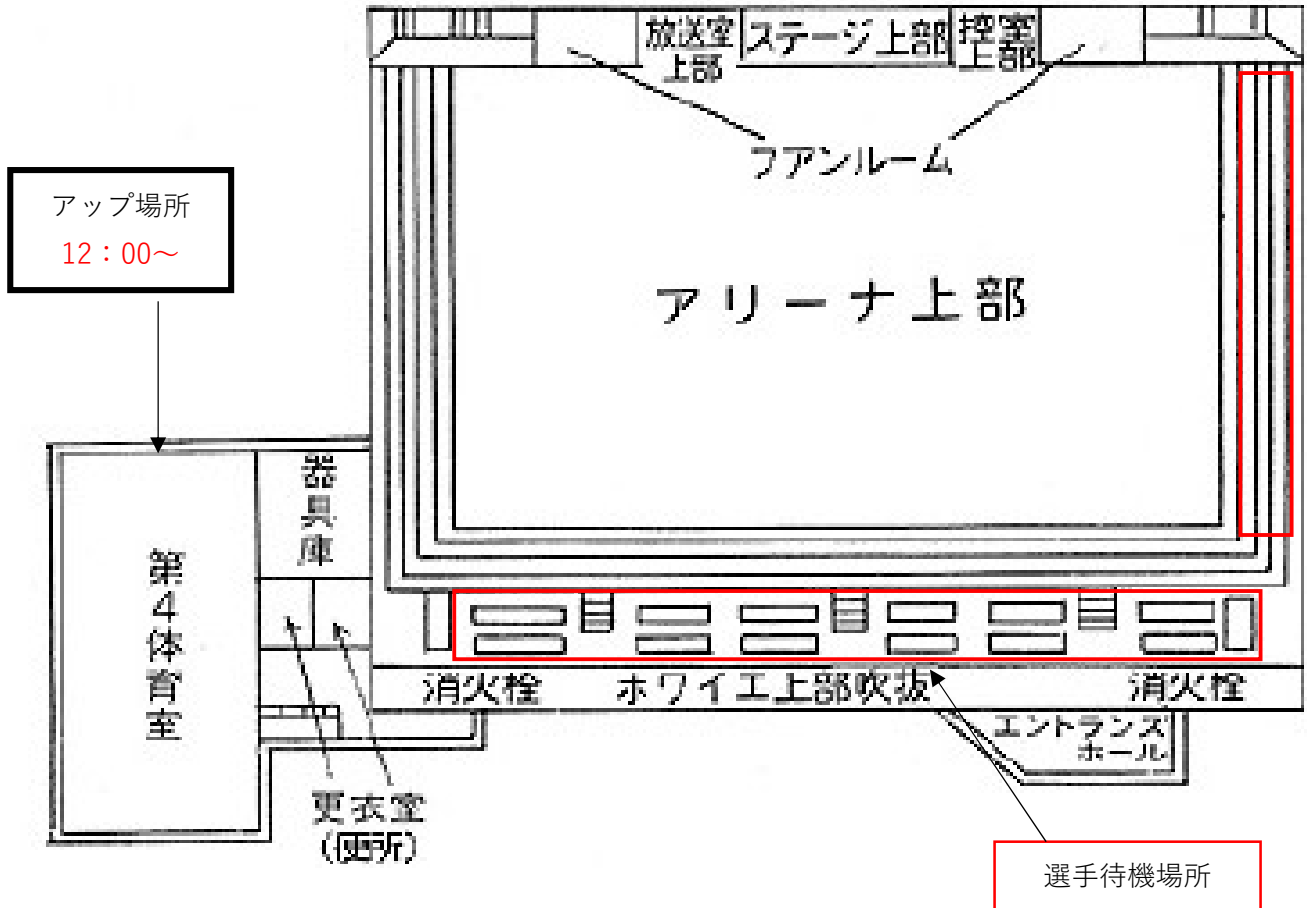 放送室
上部
ステージ上部
控室
上部
フアンルーム
アップ場所
12：00～
アリーナ上部
器具庫
第4体育室
消火栓
ホワイエ上部吹抜
消火栓
エントランス
ホール
更衣室
(便所)
選手待機場所